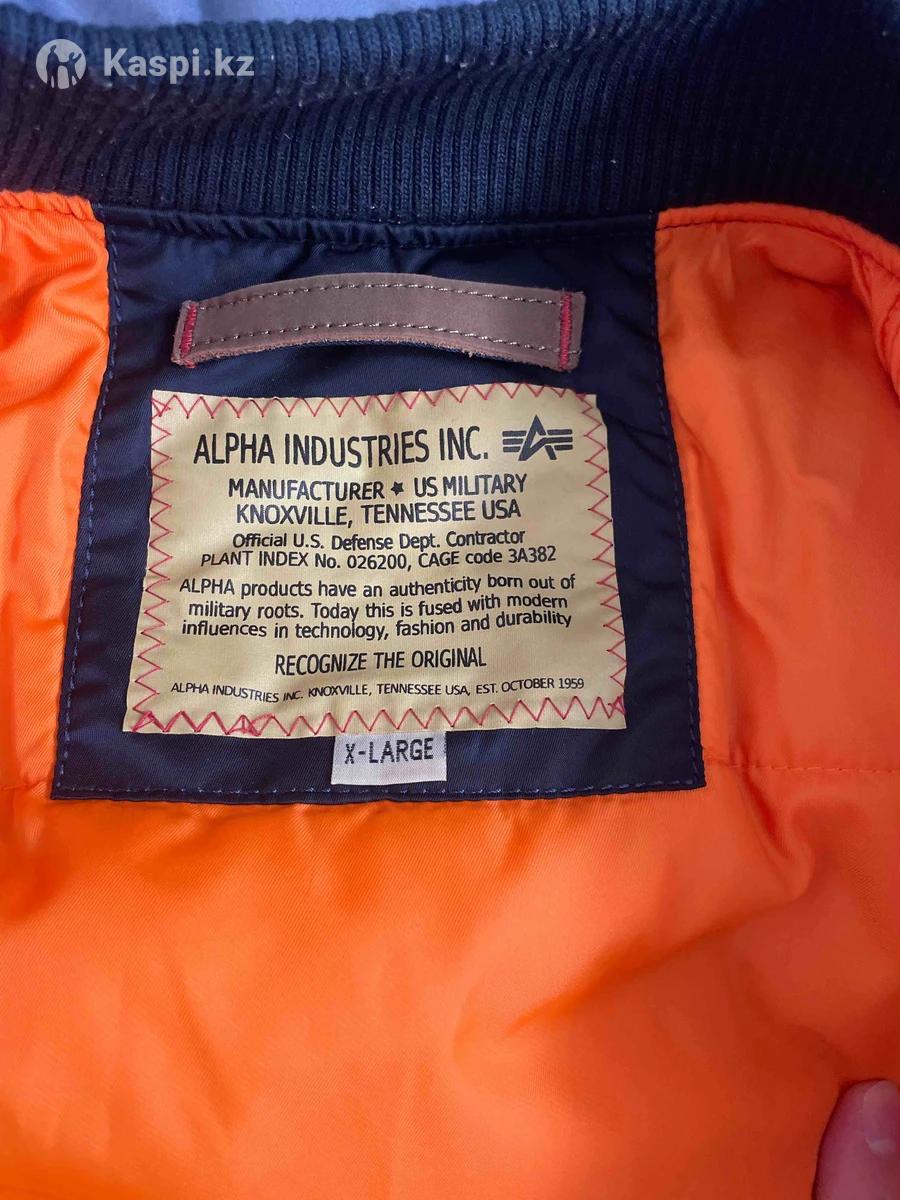 Kaspi.kz
ALPHA INDUSTRIES INC.
MANUFACTURER ★ US MILITARY
KNOXVILLE, TENNESSEE USA
Official U.S. Defense Dept. Contractor
PLANT INDEX No. 026200, CAGE code 3A382
ALPHA products have an authenticity born out of
military roots. Today this is fused with modern
influences in technology, fashion and durability
RECOGNIZE THE ORIGINAL
ALPHA INDUSTRIES INC. KNOXVILLE, TENNESSEE USA, EST. OCTOBER 1959
X-LARGE